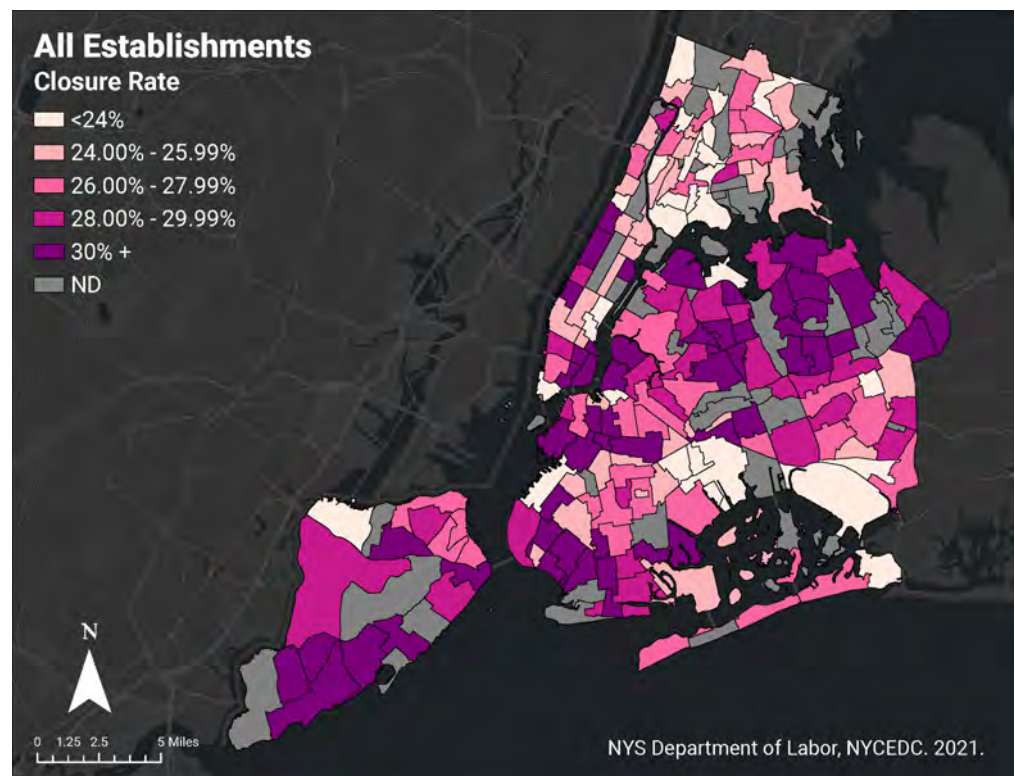 All Establishments
Closure Rate
<24%
24.00% - 25.99%
26.00% - 27.99%
28.00% - 29.99%
30% +
ND
N
0 1.25 2.5 5 Miles
NYS Department of Labor, NYCEDC. 2021.